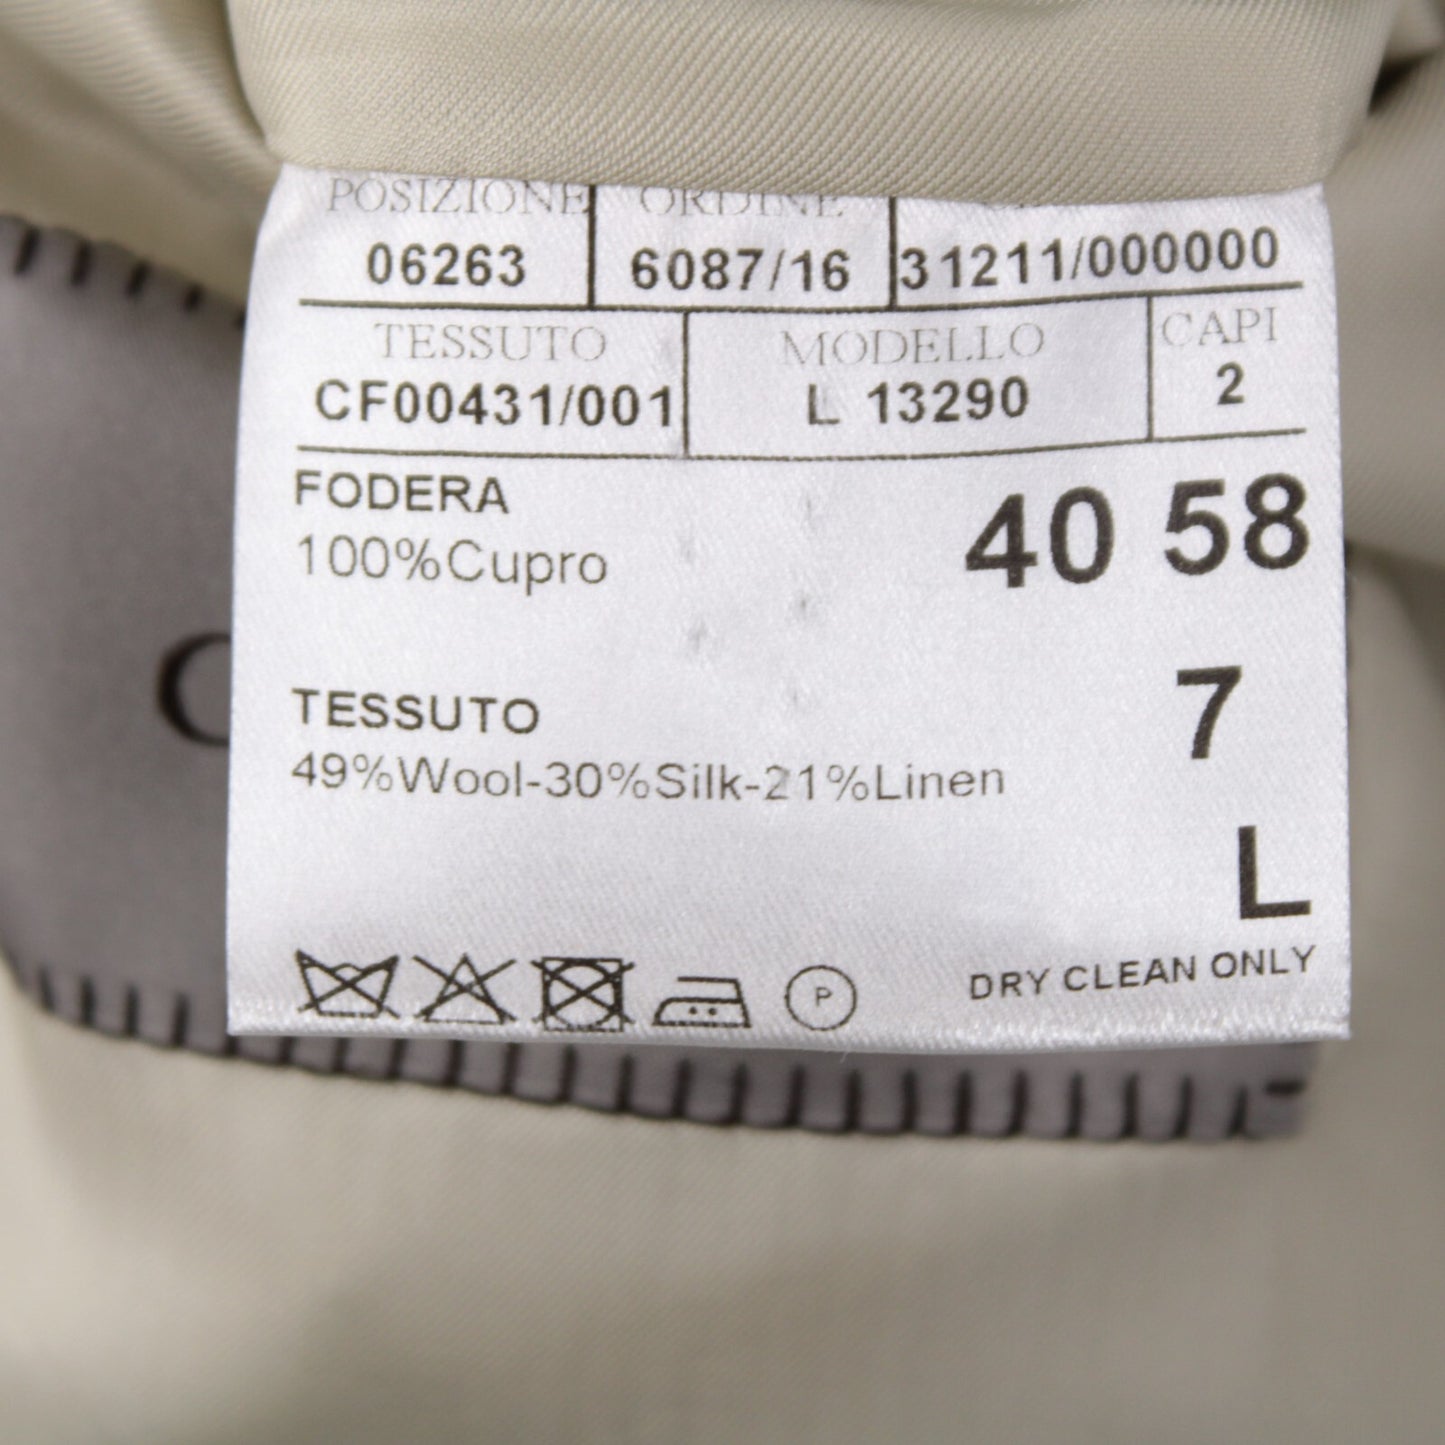 POSIZIONE ORDINE
06263 6087/16 31211/000000
TESSUTO MODELLO CAPI
CF00431/001 L 13290 2
FODERA
100%Cupro
40 58
TESSUTO
7
49%Wool-30%Silk-21%Linen
L
P
DRY CLEAN ONLY